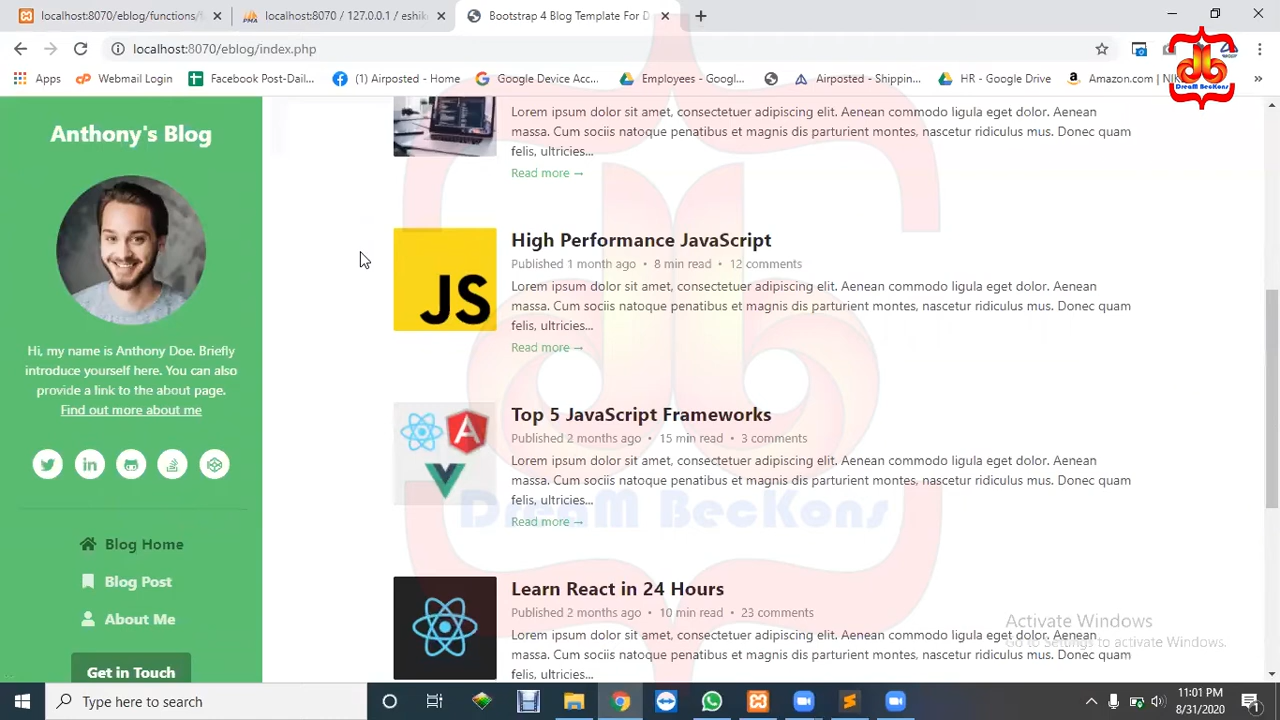 localhost:8070/eblog/functions/f
localhost:8070 / 127.0.0.1 / eshik
Bootstrap 4 Blog Template For D
localhost:8070/eblog/index.php
Apps
Webmail Login
Facebook Post-Dail...
(1) Airposted - Home
Google Device Acc...
Employees - Googl...
Airposted - Shippin...
HR - Google Drive
Amazon.com
DreaM BecKons
Anthony's Blog
Hi, my name is Anthony Doe. Briefly
introduce yourself here. You can also
provide a link to the about page.
Find out more about me
Blog Home
Blog Post
About Me
Get in Touch
Lorem ipsum dolor sit amet, consectetuer adipiscing elit. Aenean commodo ligula eget dolor. Aenean
massa. Cum sociis natoque penatibus et magnis dis parturient montes, nascetur ridiculus mus. Donec quam
felis, ultricies...
Read more →
JS
High Performance JavaScript
Published 1 month ago • 8 min read • 12 comments
Lorem ipsum dolor sit amet, consectetuer adipiscing elit. Aenean commodo ligula eget dolor. Aenean
massa. Cum sociis natoque penatibus et magnis dis parturient montes, nascetur ridiculus mus. Donec quam
felis, ultricies...
Read more →
Top 5 JavaScript Frameworks
Published 2 months ago • 15 min read • 3 comments
Lorem ipsum dolor sit amet, consectetuer adipiscing elit. Aenean commodo ligula eget dolor. Aenean
massa. Cum sociis natoque penatibus et magnis dis parturient montes, nascetur ridiculus mus. Donec quam
felis, ultricies...
Read more →
DreaM BecKons
Learn React in 24 Hours
Published 2 months ago • 10 min read • 23 comments
Lorem ipsum dolor sit amet, consectetuer adipiscing elit. Aenean commodo ligula eget dolor. Aenean
massa. Cum sociis natoque penatibus et magnis dis parturient montes, nascetur ridiculus mus. Donec quam
felis, ultricies...
Activate Windows
Go to Settings to activate Windows.
Type here to search
11:01 PM
8/31/2020